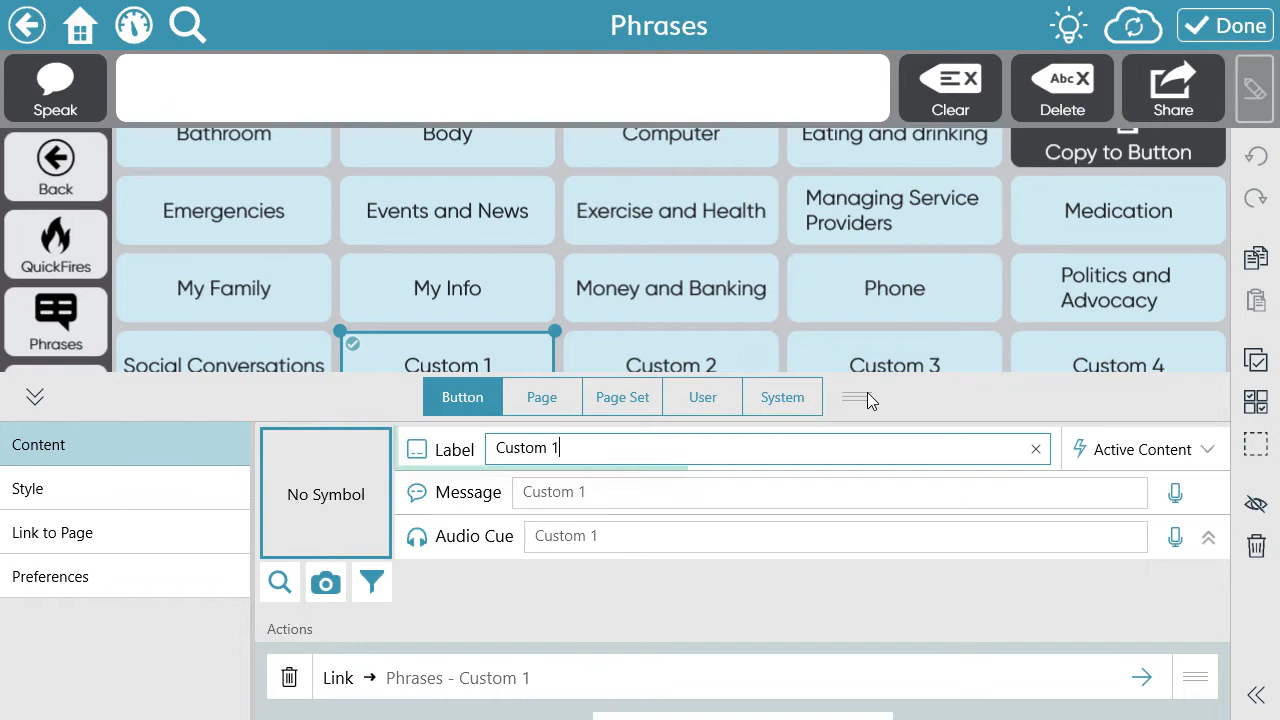 Phrases
Done
Speak
Clear
Abc X
Delete
Share
Bathroom
Body
Computer
Eating and drinking
Copy to Button
Back
Emergencies
Events and News
Exercise and Health
Managing Service
Providers
Medication
QuickFires
My Family
My Info
Money and Banking
Phone
Politics and
Advocacy
Phrases
Social Conversations
Custom 1
Custom 2
Custom 3
Custom 4
Button
Page
Page Set
User
System
Content
Style
Link to Page
Preferences
No Symbol
Label
Custom 1
Active Content
Message
Custom 1
Audio Cue
Custom 1
Actions
Link → Phrases - Custom 1